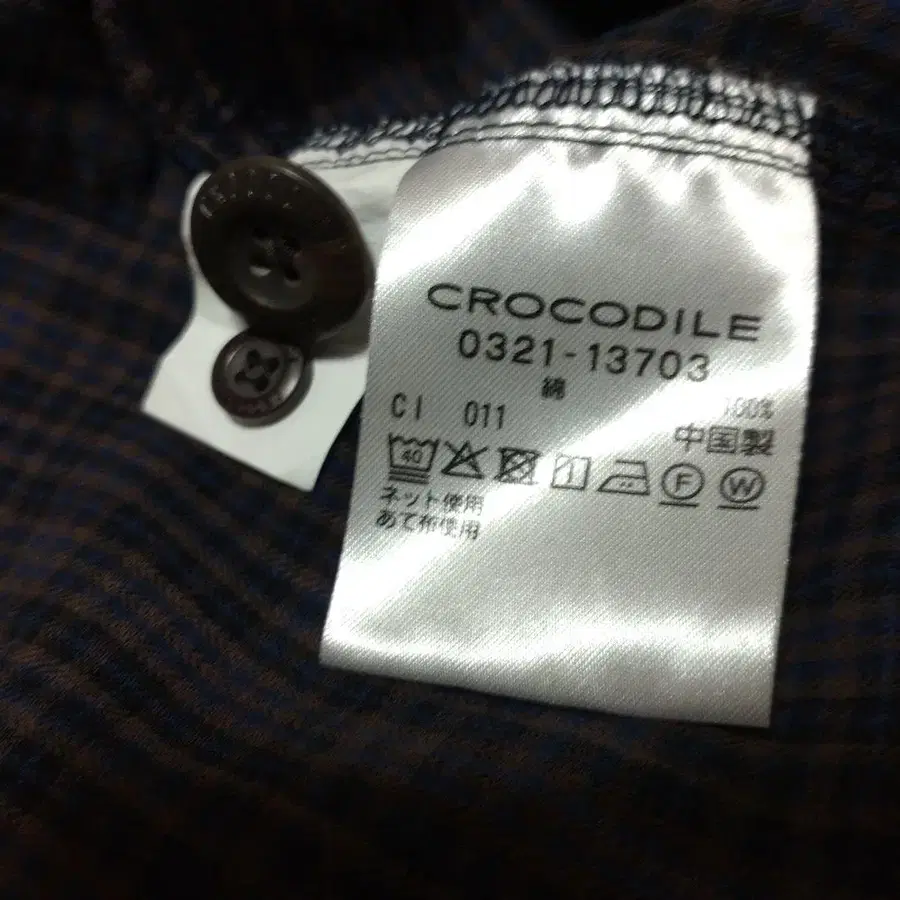 CROCODILE
0321-13703
綿 100%
CI 011
中国製
40 F W
ネット使用
あて布使用